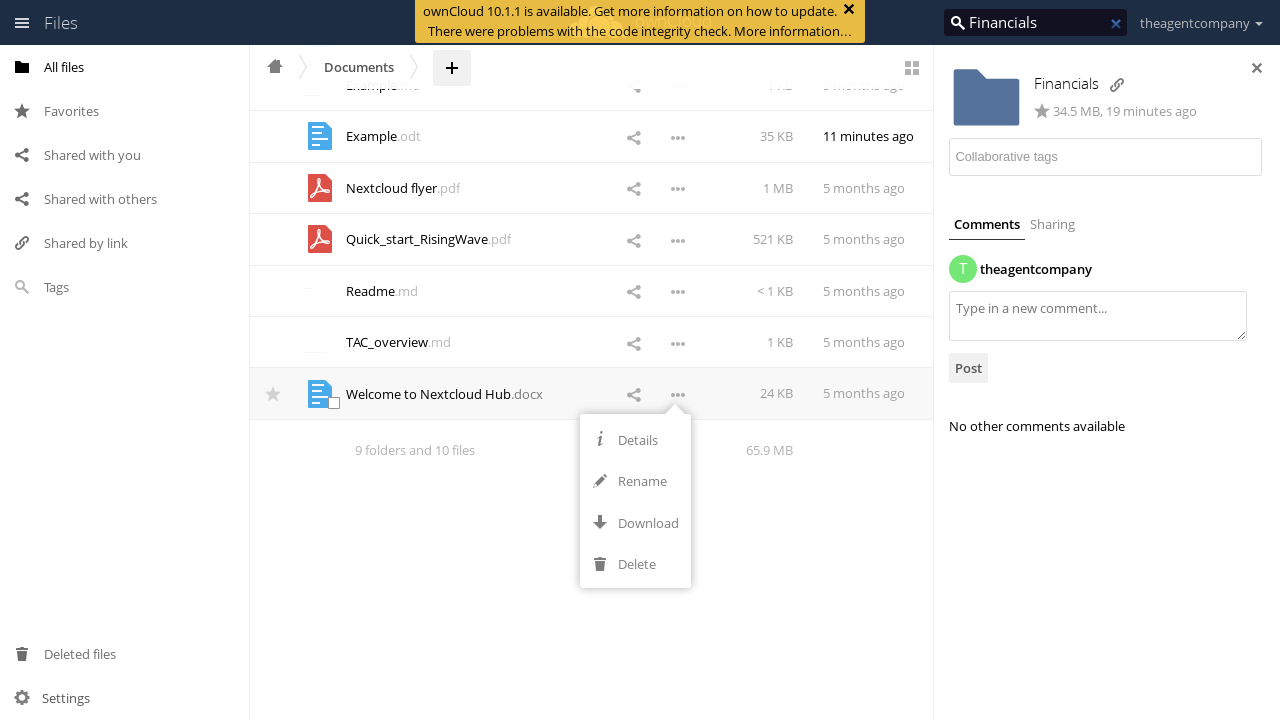 Files
ownCloud 10.1.1 is available. Get more information on how to update.
There were problems with the code integrity check. More information…
Financials
theagentcompany
All files
Favorites
Shared with you
Shared with others
Shared by link
Tags
Deleted files
Settings
Documents
Example.odt
35 KB
11 minutes ago
Nextcloud flyer.pdf
1 MB
5 months ago
Quick_start_RisingWave.pdf
521 KB
5 months ago
Readme.md
< 1 KB
5 months ago
TAC_overview.md
1 KB
5 months ago
Welcome to Nextcloud Hub.docx
24 KB
5 months ago
9 folders and 10 files
65.9 MB
Details
Rename
Download
Delete
Financials
34.5 MB, 19 minutes ago
Collaborative tags
Comments
Sharing
T
theagentcompany
Type in a new comment...
Post
No other comments available